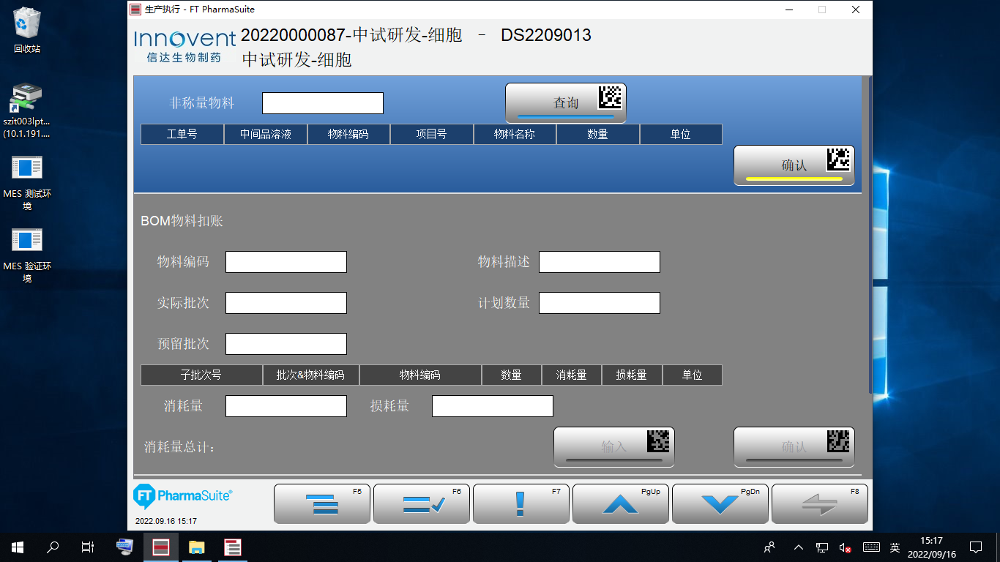 生产执行 - FT PharmaSuite
回收站
szit003lpt...
(10.1.191....
MES 测试环
境
MES 验证环
境
Innovent
信达生物制药
20220000087-中试研发-细胞 - DS2209013
中试研发-细胞
非称量物料
查询
工单号 中间品溶液 物料编码 项目号 物料名称 数量 单位
确认
BOM物料扣账
物料编码 物料描述
实际批次 计划数量
预留批次
子批次号 批次&物料编码 物料编码 数量 消耗量 损耗量 单位
消耗量 损耗量
消耗量总计：
输入 确认
FT PharmaSuite®
2022.09.16 15:17
F5 F6 F7 PgUp PgDn F8
英
15:17
2022/09/16